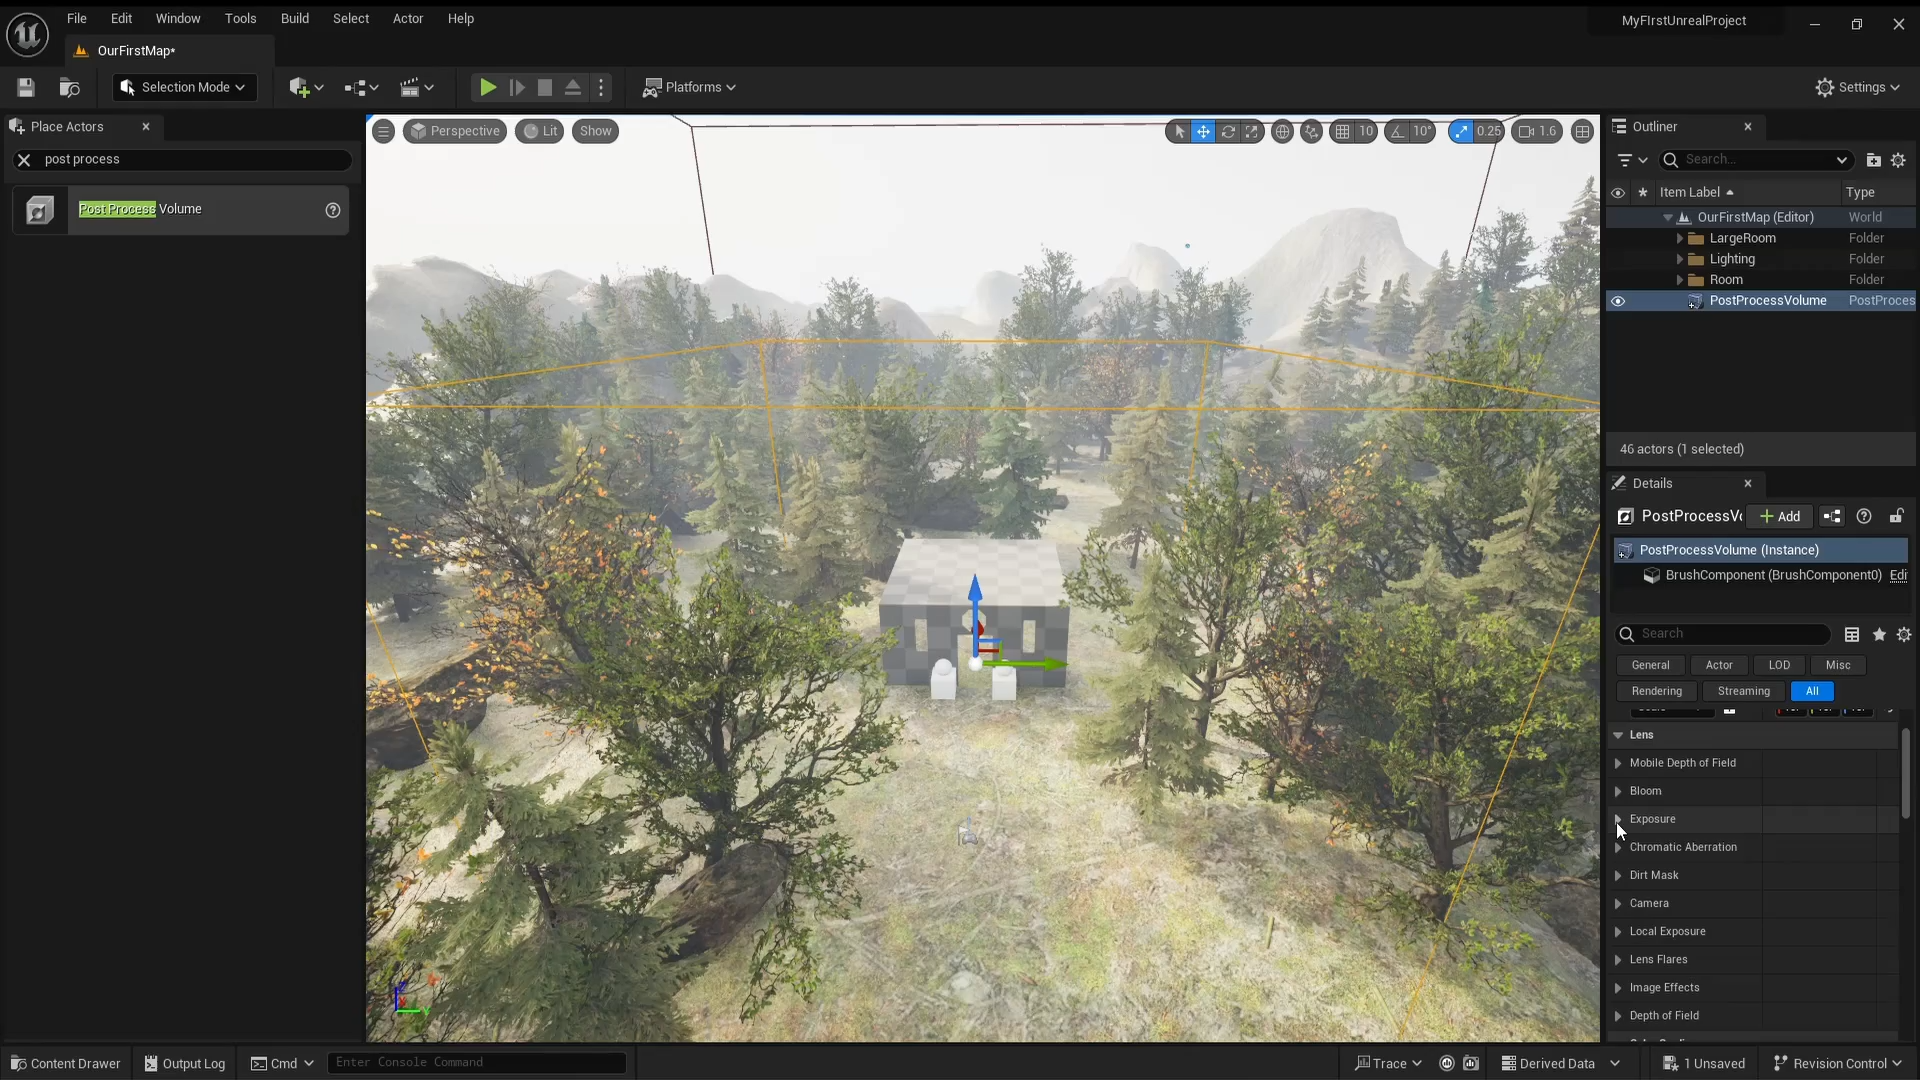 File Edit Window Tools Build Select Actor Help
MyFIrstUnrealProject
OurFirstMap*
Selection Mode
Platforms
Settings
Place Actors
post process
Post Process Volume
Perspective Lit Show
10 10° 0.25 1.6
Outliner
Search...
Item Label Type
OurFirstMap (Editor) World
LargeRoom Folder
Lighting Folder
Room Folder
PostProcessVolume PostProces
46 actors (1 selected)
Details
PostProcessV Add
PostProcessVolume (Instance)
BrushComponent (BrushComponent0) Edi
Search
General Actor LOD Misc
Rendering Streaming All
Lens
Mobile Depth of Field
Bloom
Exposure
Chromatic Aberration
Dirt Mask
Camera
Local Exposure
Lens Flares
Image Effects
Depth of Field
Content Drawer Output Log Cmd Enter Console Command Trace Derived Data 1 Unsaved Revision Control